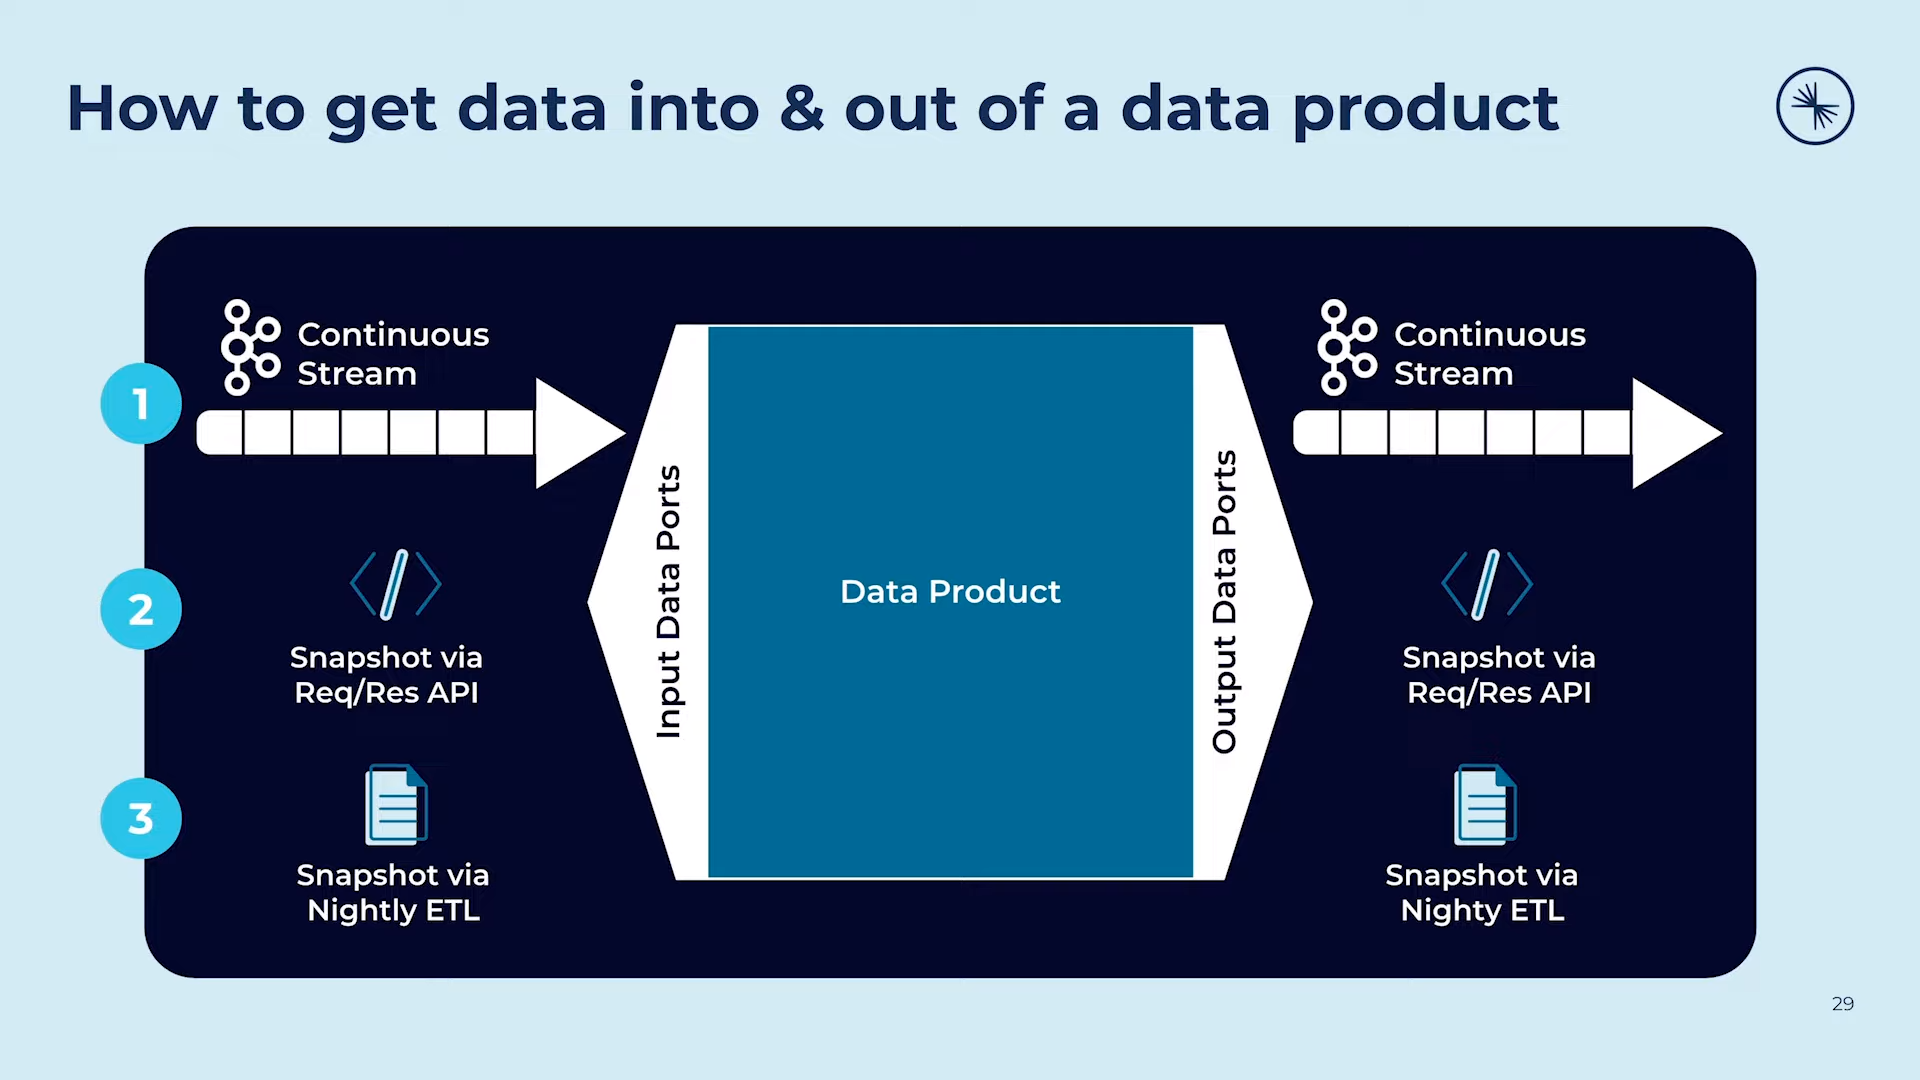 How to get data into & out of a data product
1
Continuous
Stream
2
Snapshot via
Req/Res API
3
Snapshot via
Nightly ETL
Input Data Ports
Data Product
Output Data Ports
Continuous
Stream
Snapshot via
Req/Res API
Snapshot via
Nighty ETL
29